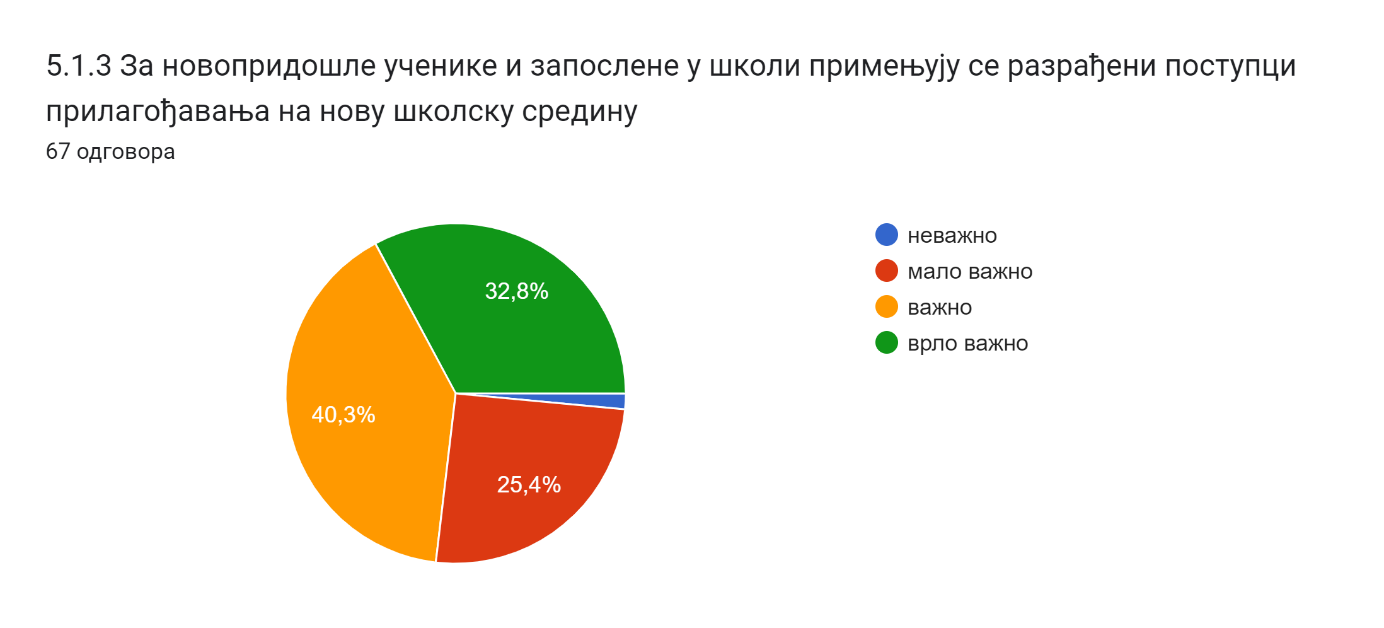 5.1.3 За новопридошле ученике и запослене у школи примењују се разрађени поступци
прилагођавања на нову школску средину
67 одговора
32,8%
40,3%
25,4%
неважно
мало важно
важно
врло важно